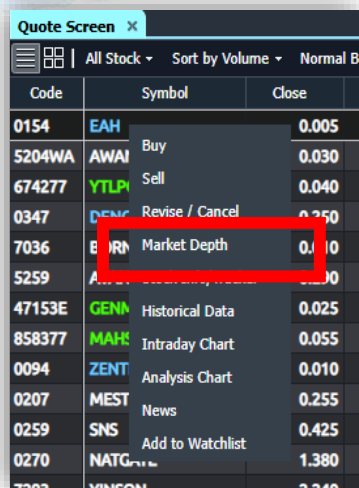 Quote Screen ×
All Stock Sort by Volume Normal B
Code Symbol Close
0154 EAH 0.005
Buy
5204WA AWA 0.030
Sell
674277 YTLP 0.040
Revise / Cancel
0347 0.250
Market Depth
7036 0.010
5259
Historical Data
47153E GENM 0.025
Intraday Chart
858377 MAHS 0.055
Analysis Chart
0094 ZENT 0.010
News
0207 MEST 0.255
0259 SNS 0.425
Add to Watchlist
0270 NATGATE 1.380